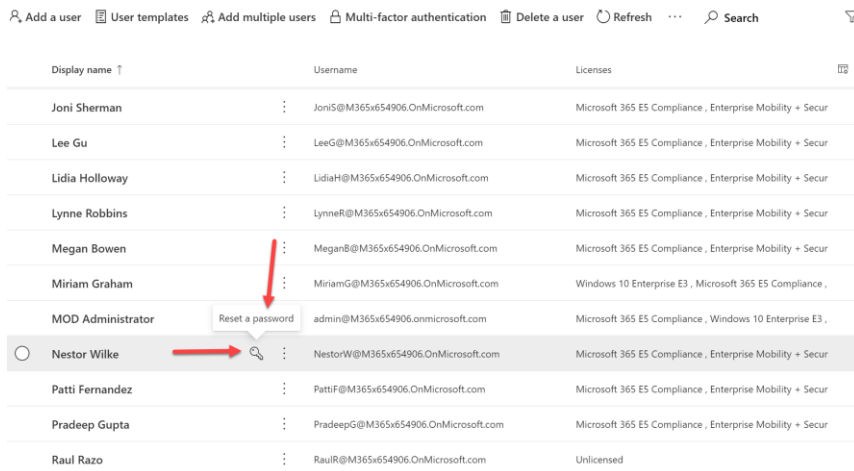 Add a user User templates Add multiple users Multi-factor authentication Delete a user Refresh ... Search
Display name ↑ Username Licenses
Joni Sherman JoniS@M365x654906.OnMicrosoft.com Microsoft 365 E5 Compliance , Enterprise Mobility + Secur
Lee Gu LeeG@M365x654906.OnMicrosoft.com Microsoft 365 E5 Compliance , Enterprise Mobility + Secur
Lidia Holloway LidiaH@M365x654906.OnMicrosoft.com Microsoft 365 E5 Compliance , Enterprise Mobility + Secur
Lynne Robbins LynneR@M365x654906.OnMicrosoft.com Microsoft 365 E5 Compliance , Enterprise Mobility + Secur
Megan Bowen MeganB@M365x654906.OnMicrosoft.com Microsoft 365 E5 Compliance , Enterprise Mobility + Secur
Miriam Graham MiriamG@M365x654906.OnMicrosoft.com Windows 10 Enterprise E3 , Microsoft 365 E5 Compliance ,
MOD Administrator Reset a password admin@M365x654906.onmicrosoft.com Microsoft 365 E5 Compliance , Windows 10 Enterprise E3 ,
Nestor Wilke NestorW@M365x654906.OnMicrosoft.com Microsoft 365 E5 Compliance , Enterprise Mobility + Secur
Patti Fernandez PattiF@M365x654906.OnMicrosoft.com Microsoft 365 E5 Compliance , Enterprise Mobility + Secur
Pradeep Gupta PradeepG@M365x654906.OnMicrosoft.com Microsoft 365 E5 Compliance , Enterprise Mobility + Secur
Raul Razo RaulR@M365x654906.OnMicrosoft.com Unlicensed